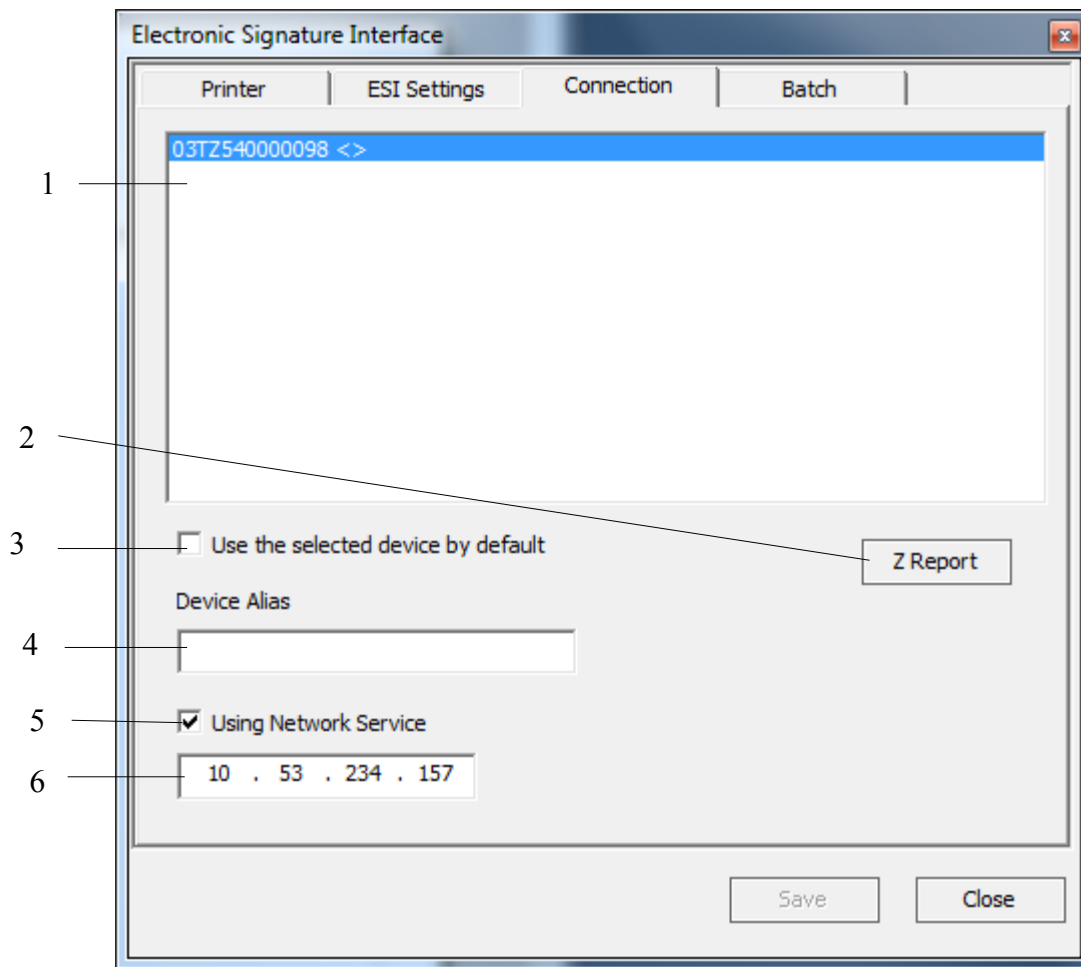 Electronic Signature Interface
Printer ESI Settings Connection Batch
03TZ540000098 <>
1
2
3 Use the selected device by default
Z Report
Device Alias
4
5 Using Network Service
6 10 . 53 . 234 . 157
Save Close